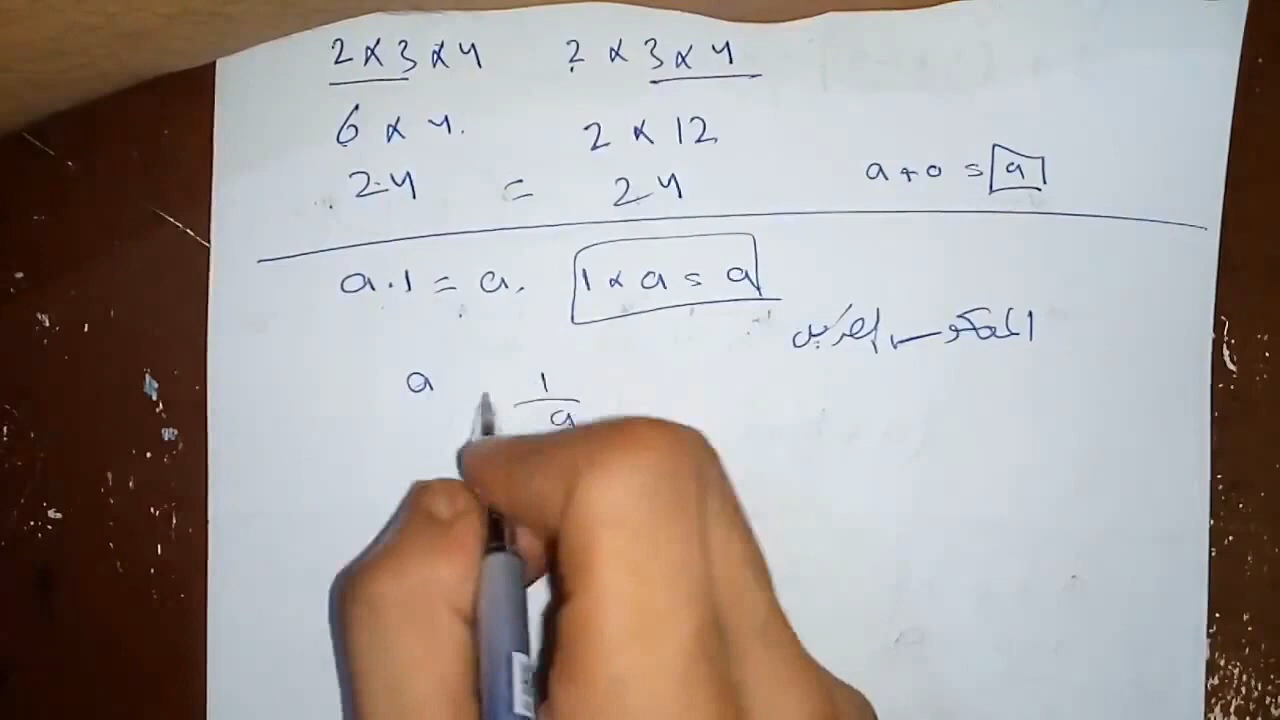 2 × 3 × 4 2 × 3 × 4
6 × 4. 2 × 12
24 = 24
a + 0 = a
a . 1 = a. 1 × a = a
المعكوس الضربي
a 1/a